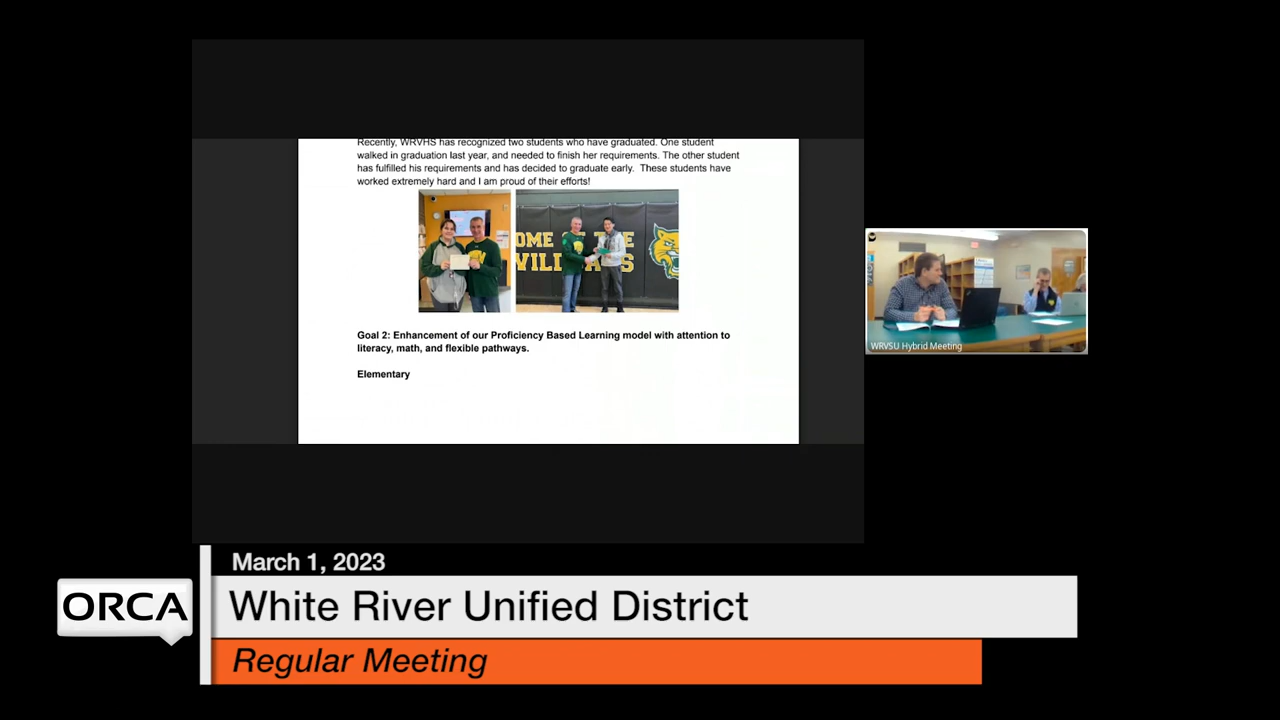 Recently, WRVHS has recognized two students who have graduated. One student
walked in graduation last year, and needed to finish her requirements. The other student
has fulfilled his requirements and has decided to graduate early. These students have
worked extremely hard and I am proud of their efforts!
OME OF THE
WILDCATS
Goal 2: Enhancement of our Proficiency Based Learning model with attention to
literacy, math, and flexible pathways.
Elementary
WRVSU Hybrid Meeting
March 1, 2023
ORCA
White River Unified District
Regular Meeting